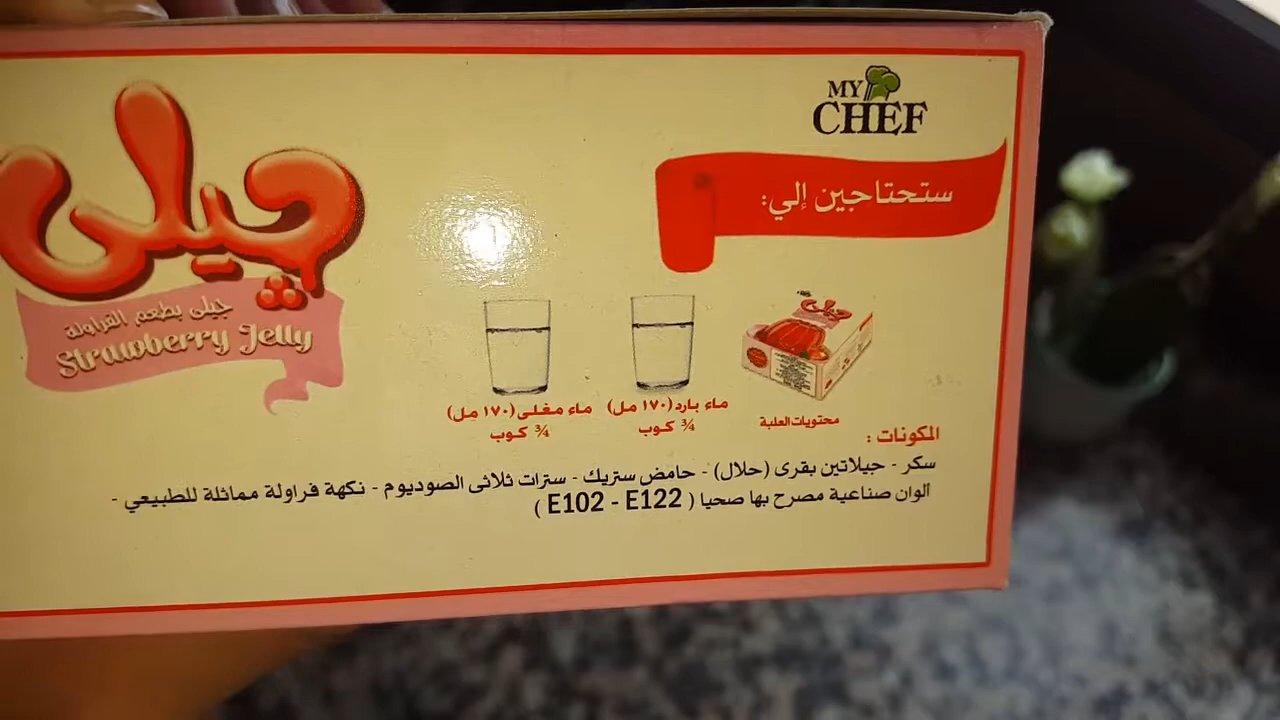 MY
CHEF
جيلى
جيلى بطعم الفراولة
Strawberry Jelly
ستحتاجين إلي:
محتويات العلبة
ماء بارد (١٧٠ مل)
¾ كوب
ماء مغلى (١٧٠ مل)
¾ كوب
المكونات :
سكر - جيلاتين بقرى (حلال) - حامض ستريك - سترات ثلاثى الصوديوم - نكهة فراولة مماثلة للطبيعي -
ألوان صناعية مصرح بها صحيا ( E102 - E122 )